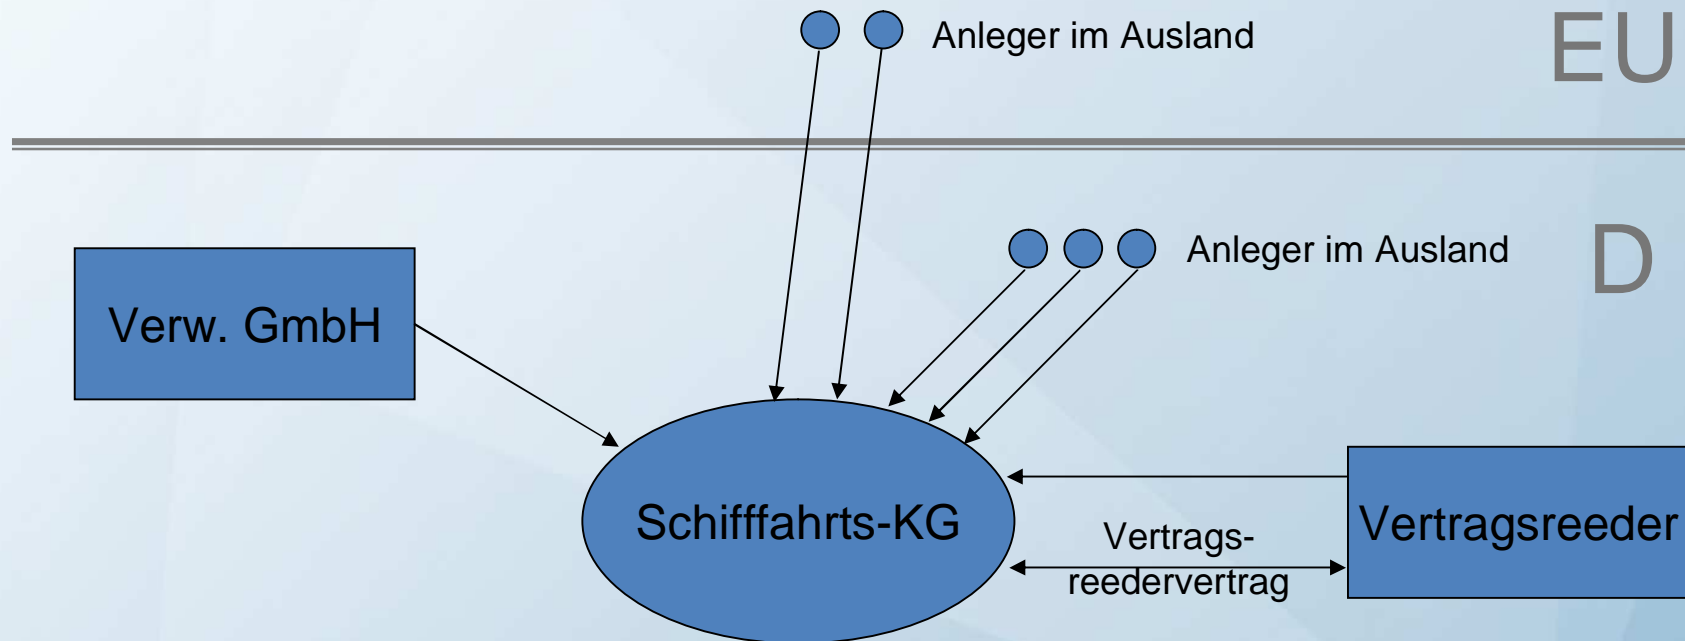 Anleger im Ausland
EU
Anleger im Ausland
D
Verw. GmbH
Schifffahrts-KG
Vertragsreeder
Vertrags-
reedervertrag